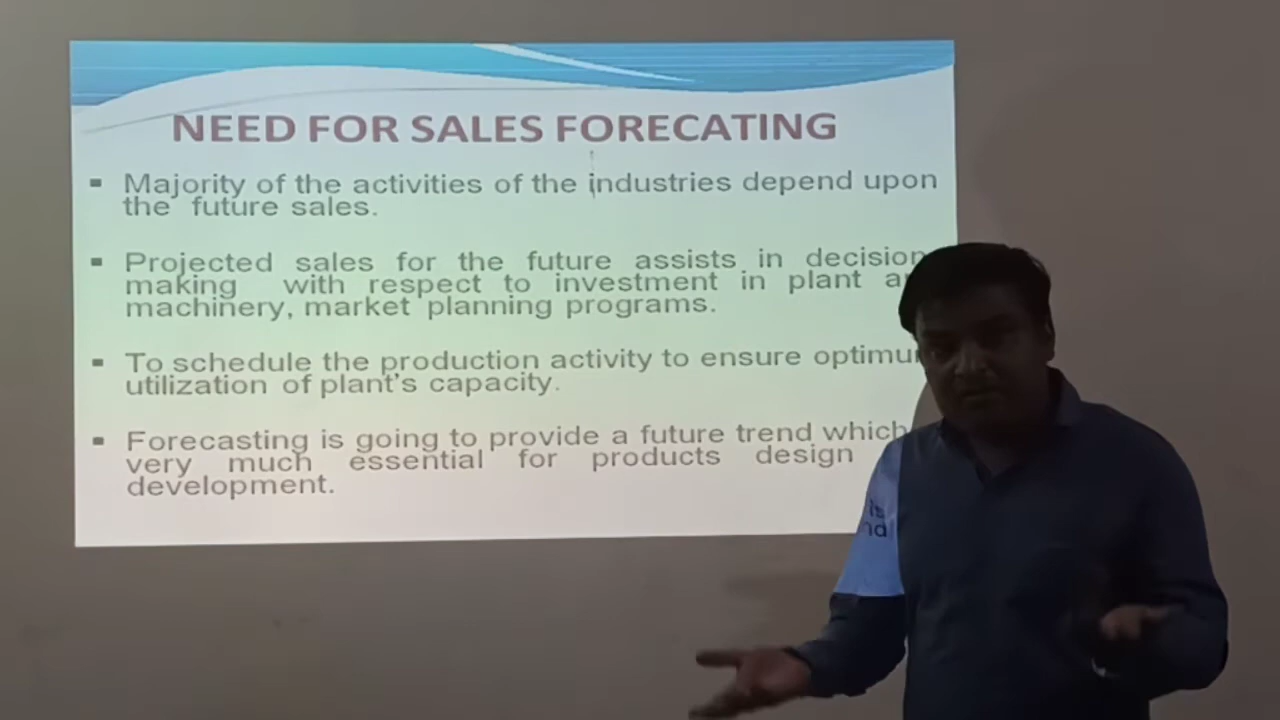 NEED FOR SALES FORECATING
▪ Majority of the activities of the industries depend upon
the future sales.
▪ Projected sales for the future assists in decision
making with respect to investment in plant
machinery, market planning programs.
▪ To schedule the production activity to ensure optimu
utilization of plant's capacity.
▪ Forecasting is going to provide a future trend which is
very much essential for products design nd
development.